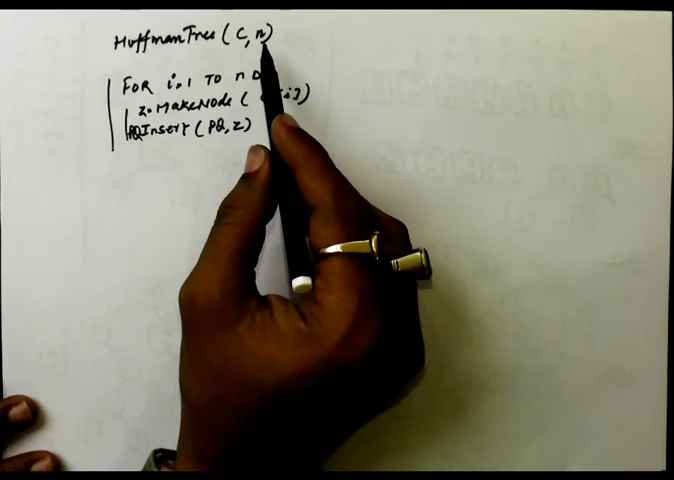 HuffmanTree ( C, n)
FOR i=1 TO n D
z= MakeNode ( i])
PQInsert ( PQ, z)